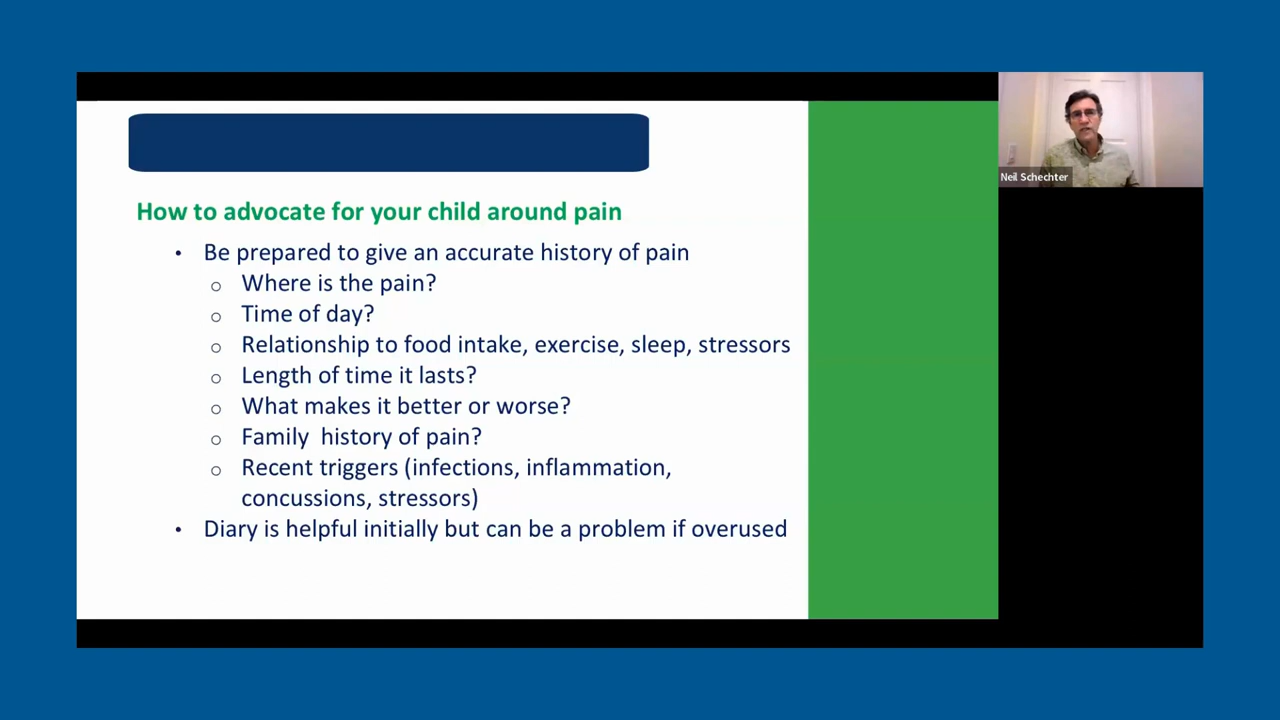 Neil Schechter
How to advocate for your child around pain
• Be prepared to give an accurate history of pain
o Where is the pain?
o Time of day?
o Relationship to food intake, exercise, sleep, stressors
o Length of time it lasts?
o What makes it better or worse?
o Family  history of pain?
o Recent triggers (infections, inflammation,
concussions, stressors)
• Diary is helpful initially but can be a problem if overused